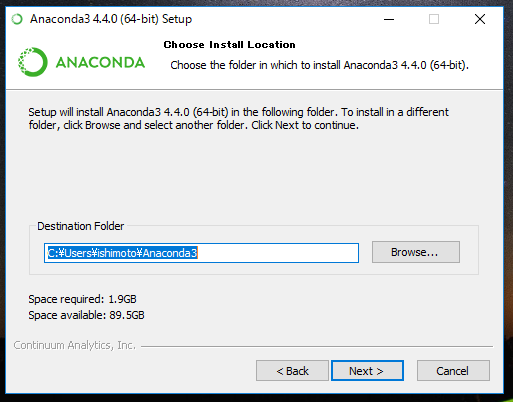 Anaconda3 4.4.0 (64-bit) Setup
Choose Install Location
Choose the folder in which to install Anaconda3 4.4.0 (64-bit).
ANACONDA
Setup will install Anaconda3 4.4.0 (64-bit) in the following folder. To install in a different
folder, click Browse and select another folder. Click Next to continue.
Destination Folder
C:¥Users¥ishimoto¥Anaconda3
Browse...
Space required: 1.9GB
Space available: 89.5GB
Continuum Analytics, Inc.
< Back
Next >
Cancel